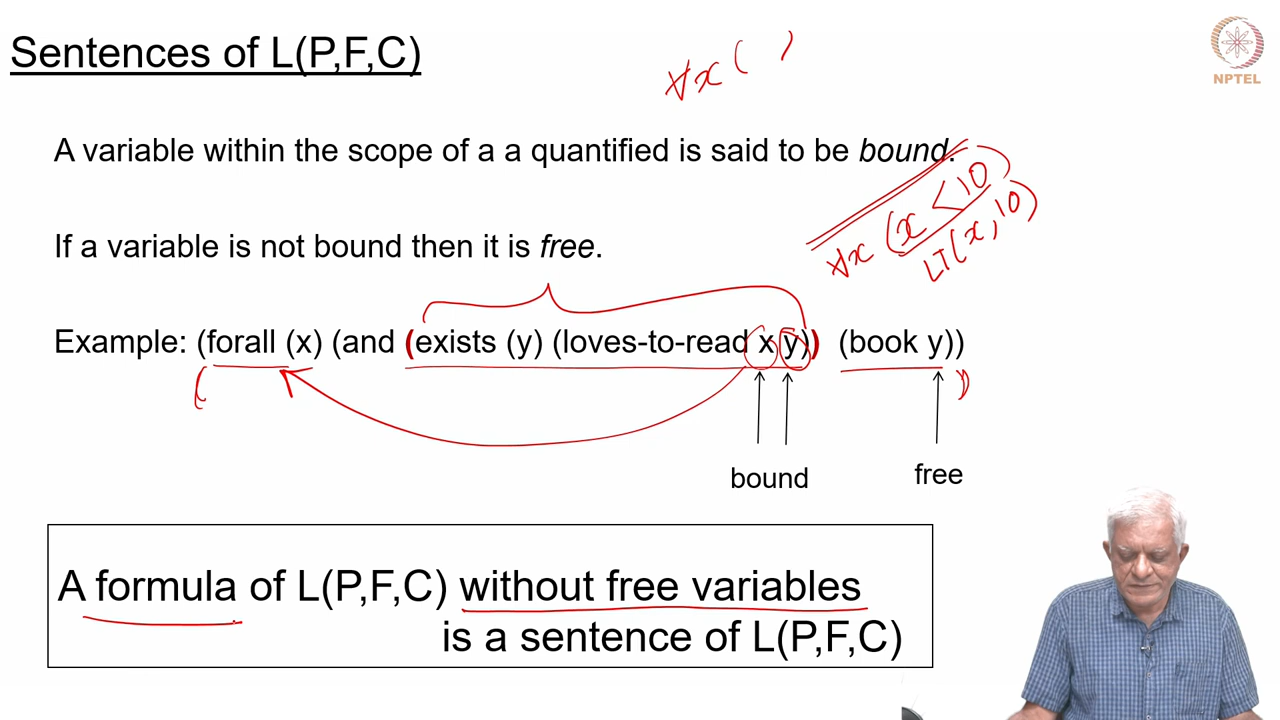 Sentences of L(P,F,C)
∀x ( )
NPTEL
A variable within the scope of a a quantified is said to be bound.
∀x (x < 10)
LT(x, 10)
If a variable is not bound then it is free.
Example: (forall (x) (and (exists (y) (loves-to-read x y)) (book y))
( )
bound free
A formula of L(P,F,C) without free variables
is a sentence of L(P,F,C)